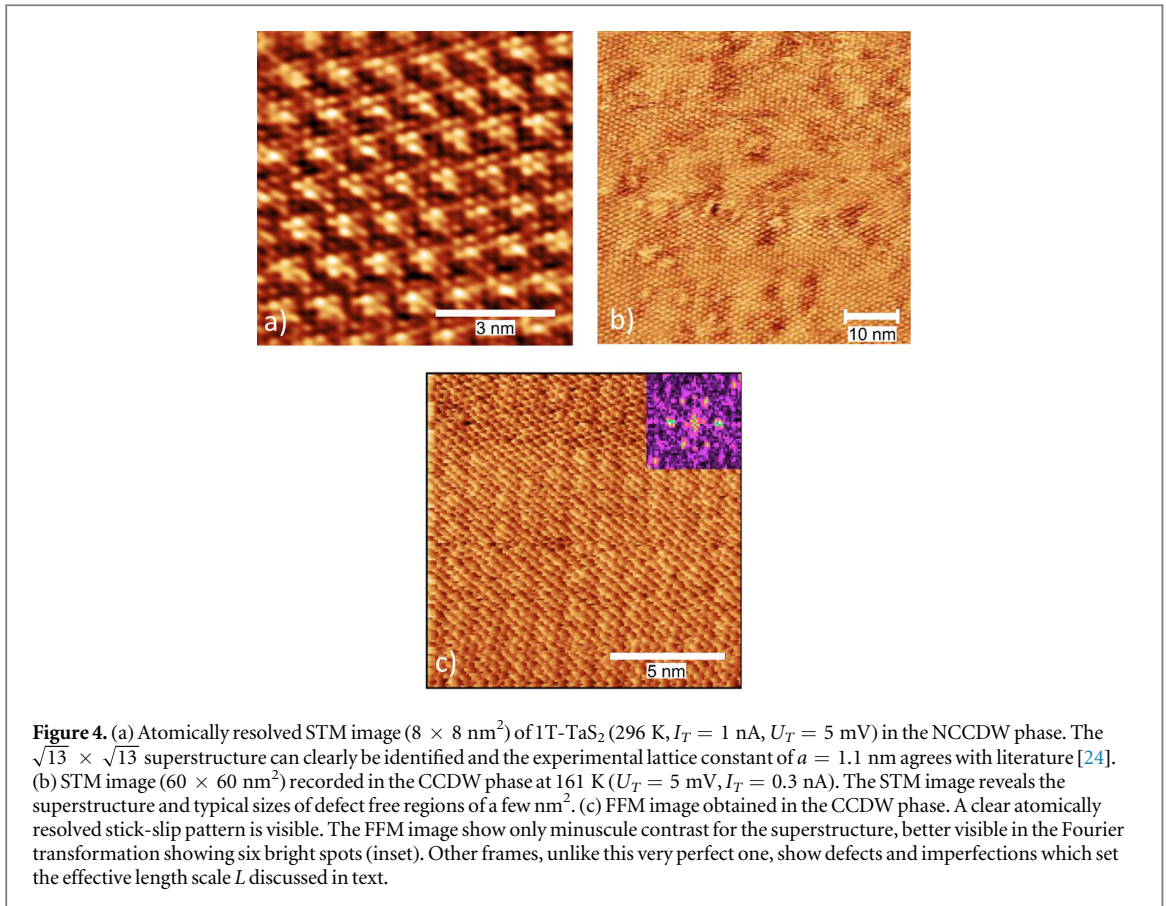 a)
3 nm
b)
10 nm
c)
5 nm
Figure 4. (a) Atomically resolved STM image (8 × 8 nm²) of 1T-TaS₂ (296 K, I_T = 1 nA, U_T = 5 mV) in the NCCDW phase. The
√13 × √13 superstructure can clearly be identified and the experimental lattice constant of a = 1.1 nm agrees with literature [24].
(b) STM image (60 × 60 nm²) recorded in the CCDW phase at 161 K (U_T = 5 mV, I_T = 0.3 nA). The STM image reveals the
superstructure and typical sizes of defect free regions of a few nm². (c) FFM image obtained in the CCDW phase. A clear atomically
resolved stick-slip pattern is visible. The FFM image show only minuscule contrast for the superstructure, better visible in the Fourier
transformation showing six bright spots (inset). Other frames, unlike this very perfect one, show defects and imperfections which set
the effective length scale L discussed in text.